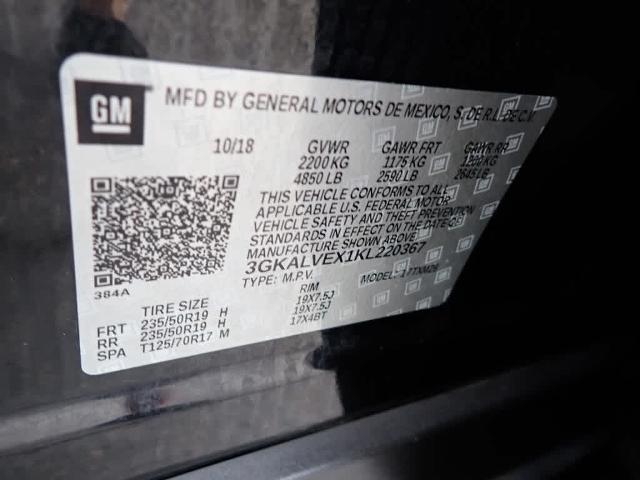 GM
MFD BY GENERAL MOTORS DE MEXICO, S. DE R.L. DE C.V.
10/18 GVWR GAWR FRT GAWR RR
2200 KG 1175 KG 1200 KG
4850 LB 2590 LB 2645 LB
THIS VEHICLE CONFORMS TO ALL
APPLICABLE U.S. FEDERAL MOTOR
VEHICLE SAFETY AND THEFT PREVENTION
STANDARDS IN EFFECT ON THE DATE OF
MANUFACTURE SHOWN ABOVE.
3GKALVEX1KL220367
TYPE: M.P.V. MODEL:
384A
TIRE SIZE RIM
FRT 235/50R19 H 19X7.5J
RR 235/50R19 H 19X7.5J
SPA T125/70R17 M 17X4BT